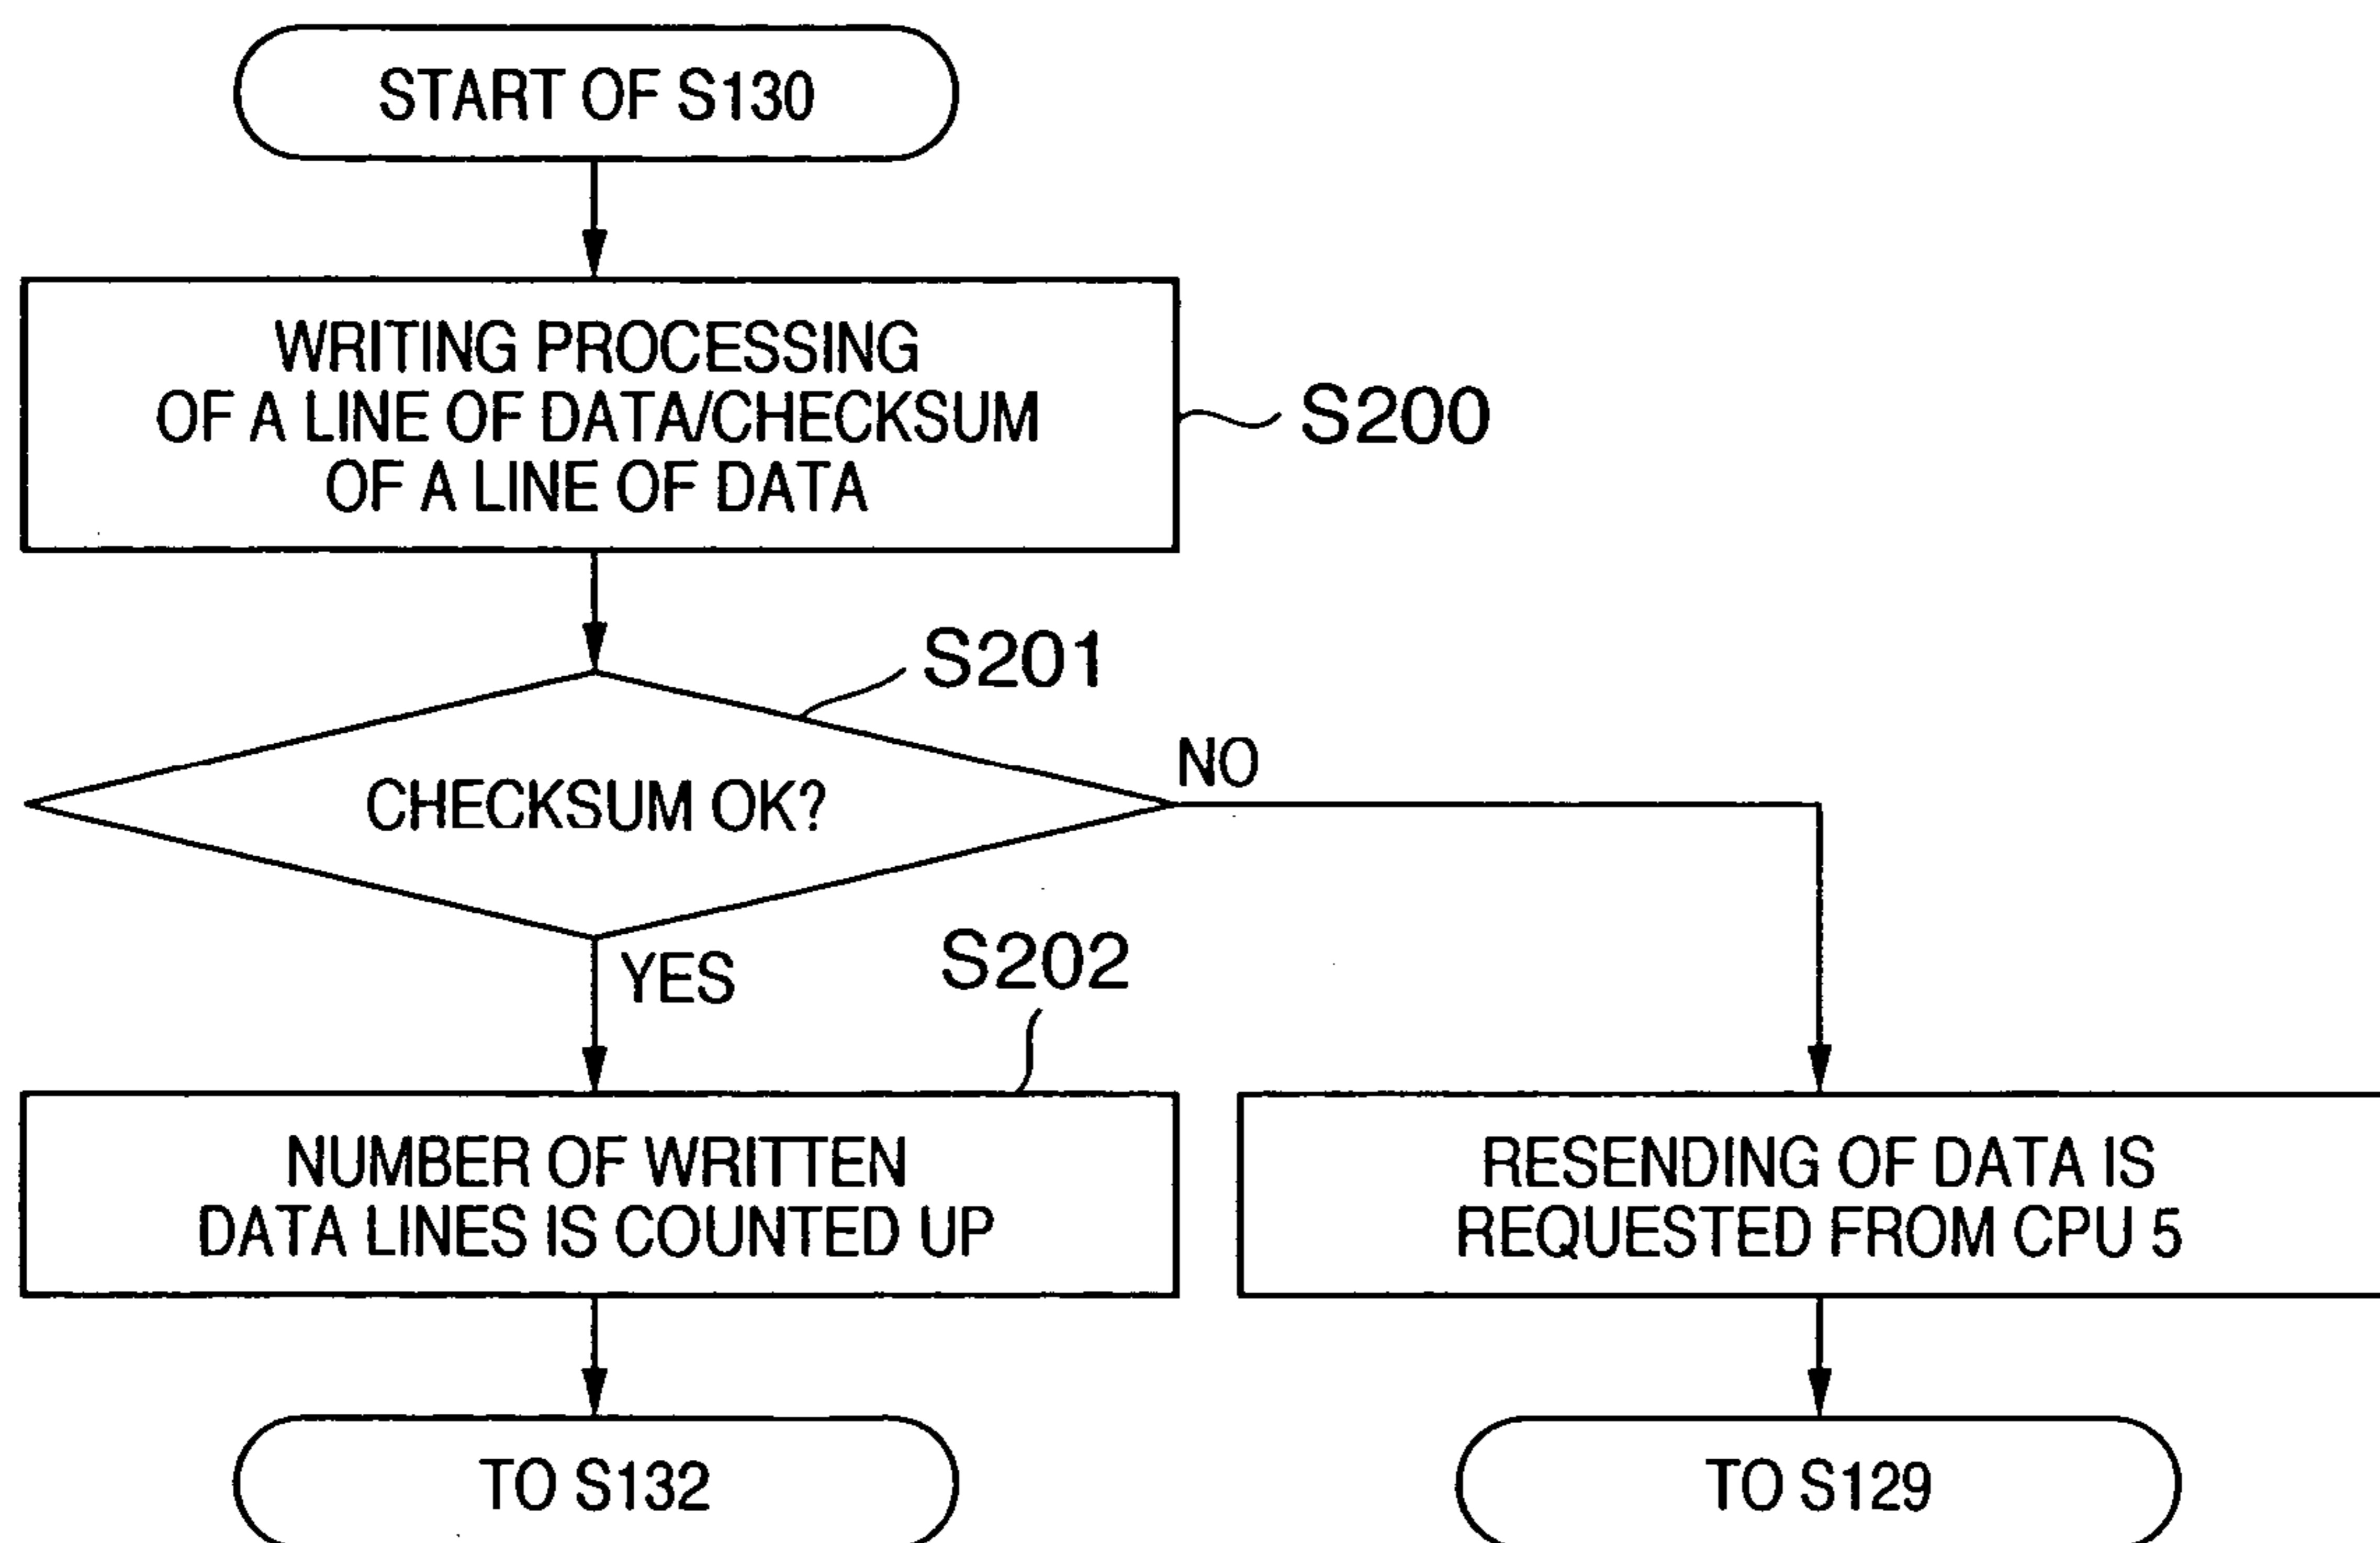 START OF S130
WRITING PROCESSING
OF A LINE OF DATA/CHECKSUM
OF A LINE OF DATA
S200
S201
CHECKSUM OK?
NO
YES
S202
NUMBER OF WRITTEN
DATA LINES IS COUNTED UP
RESENDING OF DATA IS
REQUESTED FROM CPU 5
TO S132
TO S129